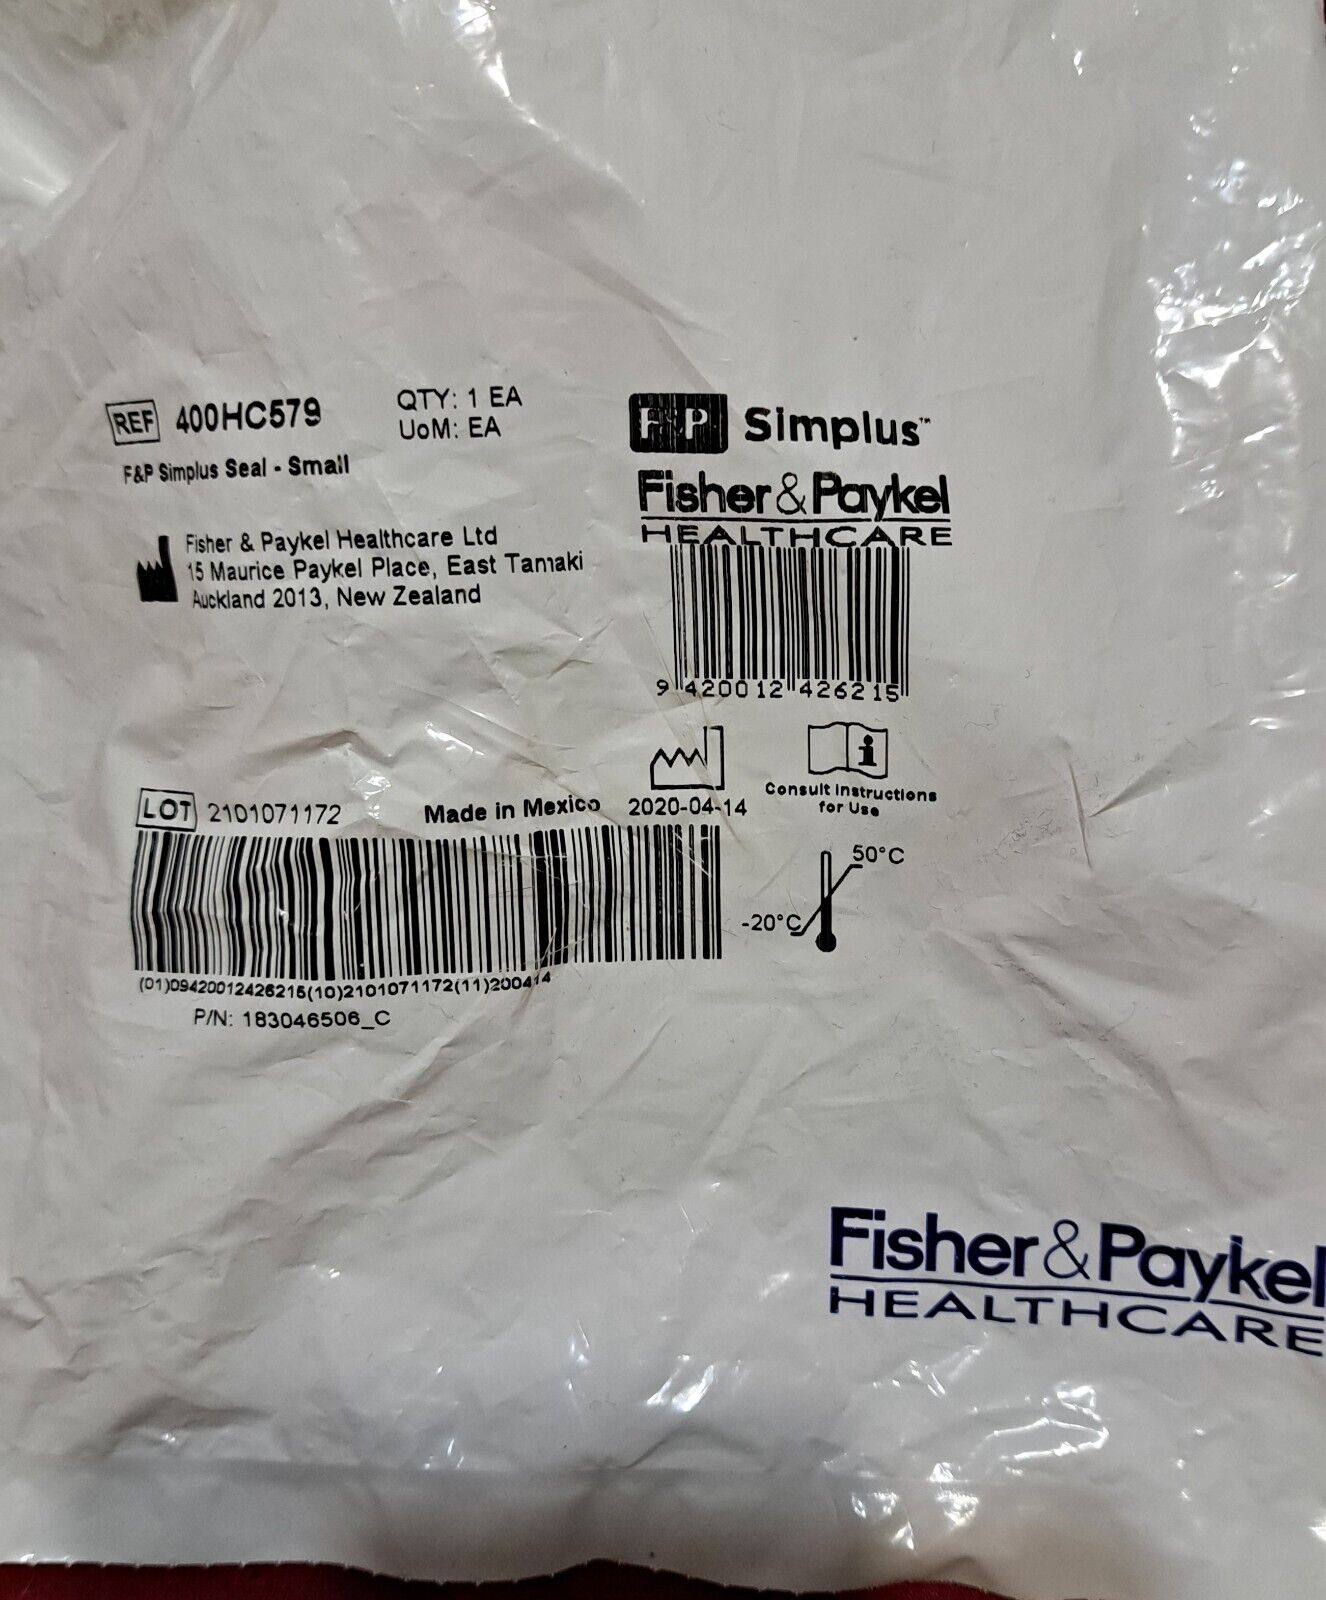 REF 400HC579
QTY: 1 EA
UoM: EA
F&P Simplus Seal - Small
F&P Simplus™
Fisher & Paykel
HEALTHCARE
Fisher & Paykel Healthcare Ltd
15 Maurice Paykel Place, East Tamaki
Auckland 2013, New Zealand
9 420012 426215
LOT 2101071172
Made in Mexico
2020-04-14
Consult Instructions
for Use
50°C
-20°C
(01)09420012426215(10)2101071172(11)200414
P/N: 183046506_C
Fisher & Paykel
HEALTHCARE